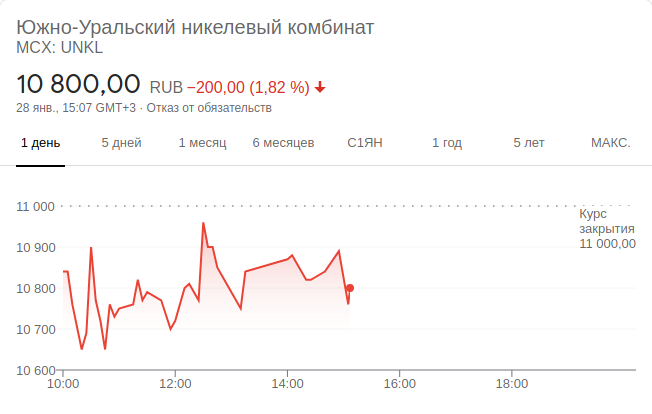 Южно-Уральский никелевый комбинат
MCX: UNKL
10 800,00 RUB −200,00 (1,82 %)
28 янв., 15:07 GMT+3 · Отказ от обязательств
1 день 5 дней 1 месяц 6 месяцев С1ЯН 1 год 5 лет МАКС.
11 000
Курс
закрытия
11 000,00
10 900
10 800
10 700
10 600
10:00 12:00 14:00 16:00 18:00